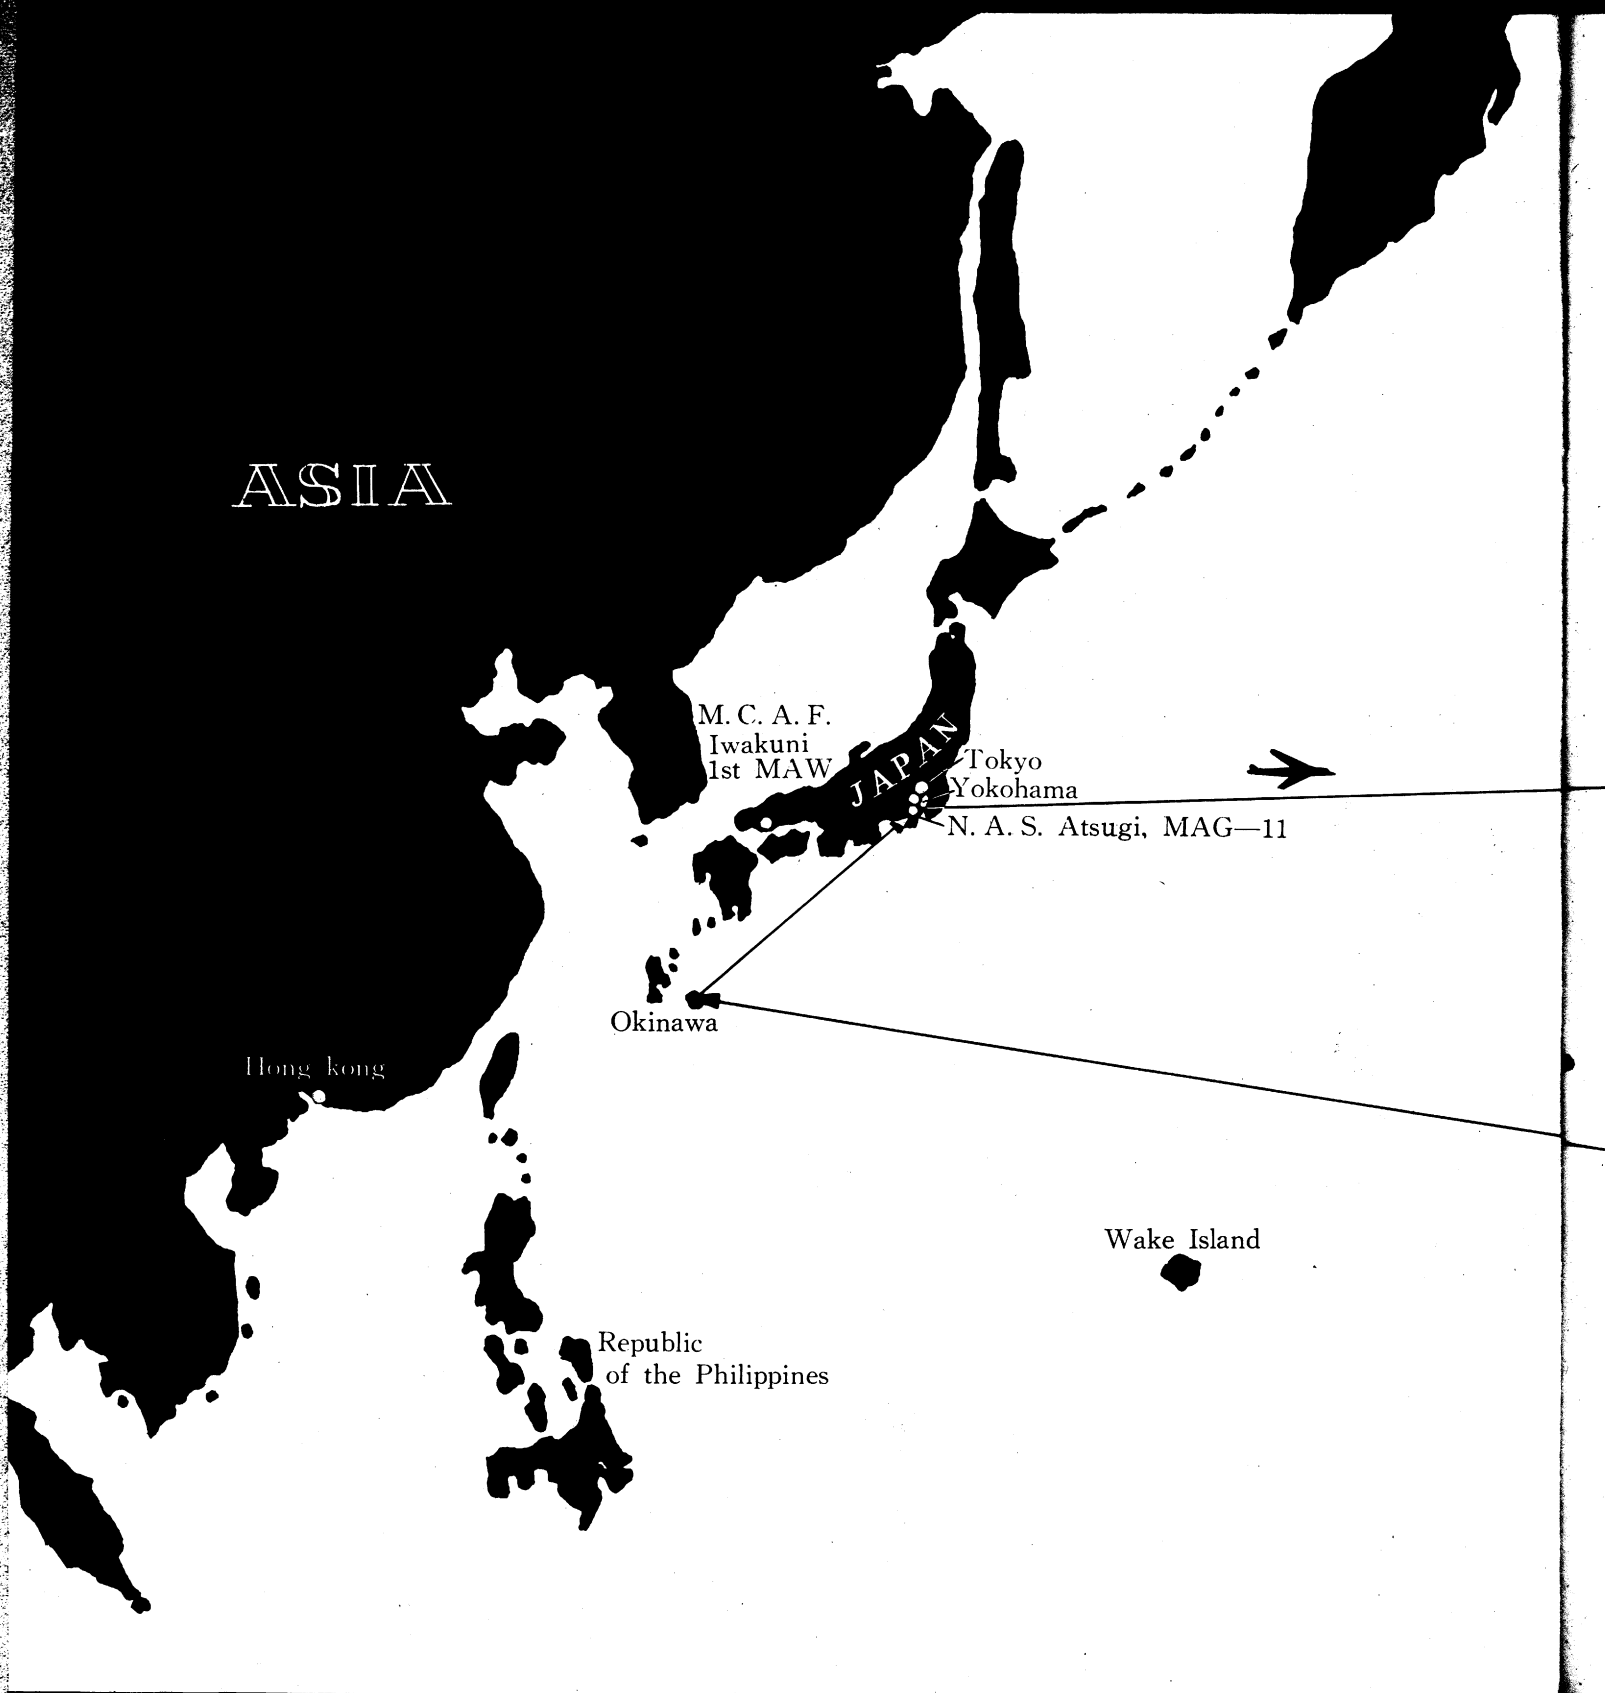 ASIA
M. C. A. F.
Iwakuni
1st MAW
JAPAN
Tokyo
Yokohama
N. A. S. Atsugi, MAG—11
Okinawa
Hong kong
Wake Island
Republic
of the Philippines